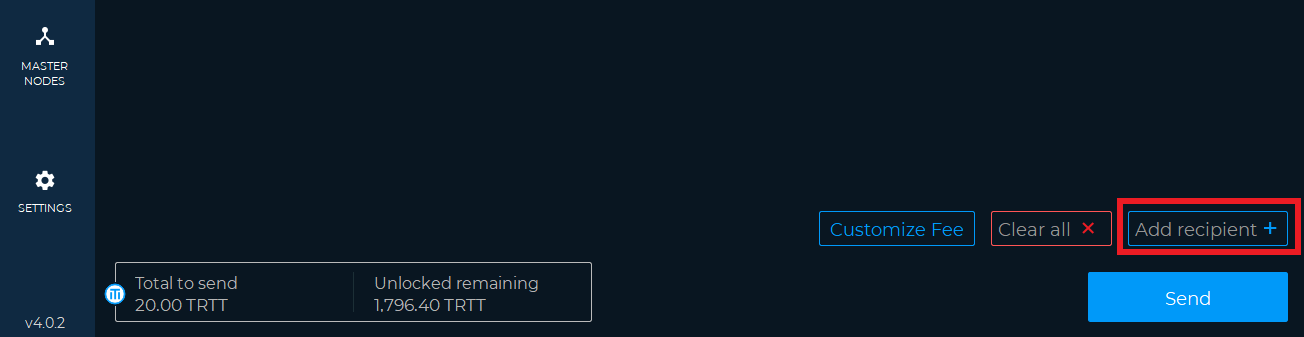 MASTER
NODES
SETTINGS
Customize Fee
Clear all
Add recipient
Total to send
20.00 TRTT
Unlocked remaining
1,796.40 TRTT
Send
v4.0.2